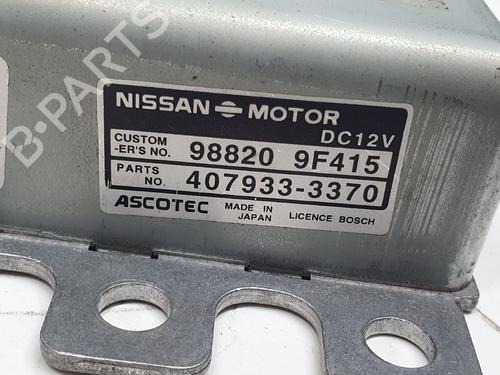 B-PARTS
NISSAN MOTOR
DC12V
CUSTOM
-ER'S NO. 98820 9F415
PARTS
NO. 407933-3370
ASCOTEC MADE IN JAPAN LICENCE BOSCH